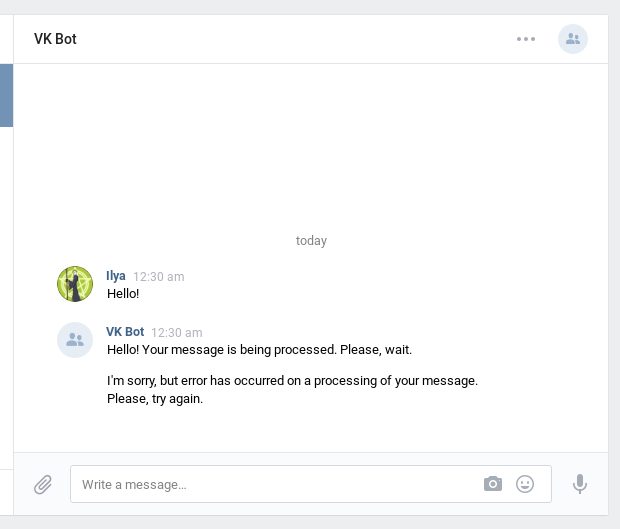 VK Bot
today
Ilya 12:30 am
Hello!
VK Bot 12:30 am
Hello! Your message is being processed. Please, wait.
I'm sorry, but error has occurred on a processing of your message.
Please, try again.
Write a message...